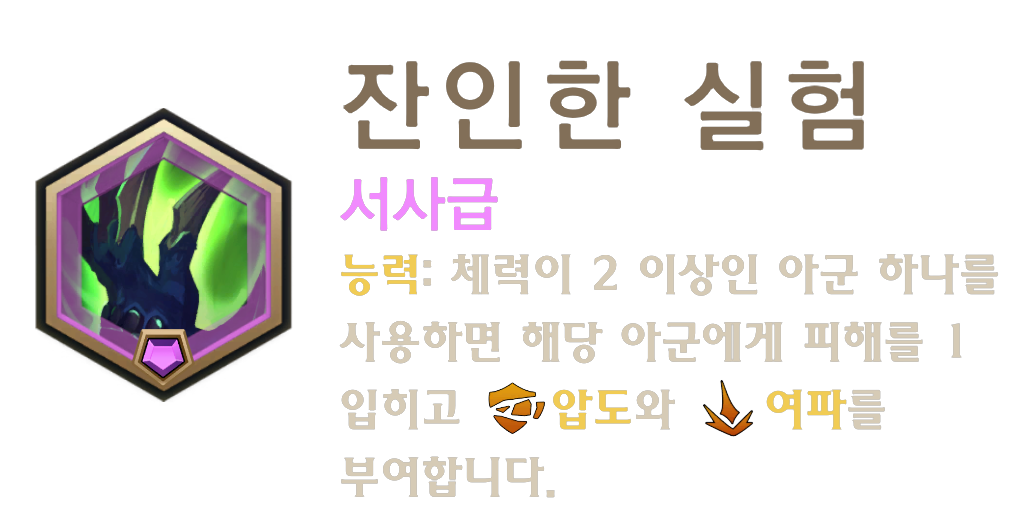 잔인한 실험
서사급
능력: 체력이 2 이상인 아군 하나를
사용하면 해당 아군에게 피해를 1
입히고 압도와 여파를
부여합니다.